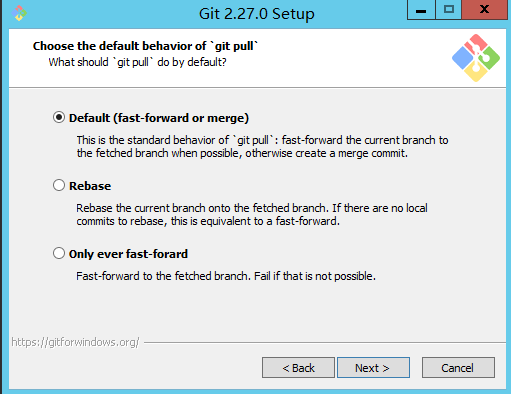 Git 2.27.0 Setup
Choose the default behavior of `git pull`
What should `git pull` do by default?
Default (fast-forward or merge)
This is the standard behavior of `git pull`: fast-forward the current branch to
the fetched branch when possible, otherwise create a merge commit.
Rebase
Rebase the current branch onto the fetched branch. If there are no local
commits to rebase, this is equivalent to a fast-forward.
Only ever fast-forard
Fast-forward to the fetched branch. Fail if that is not possible.
https://gitforwindows.org/
< Back
Next >
Cancel